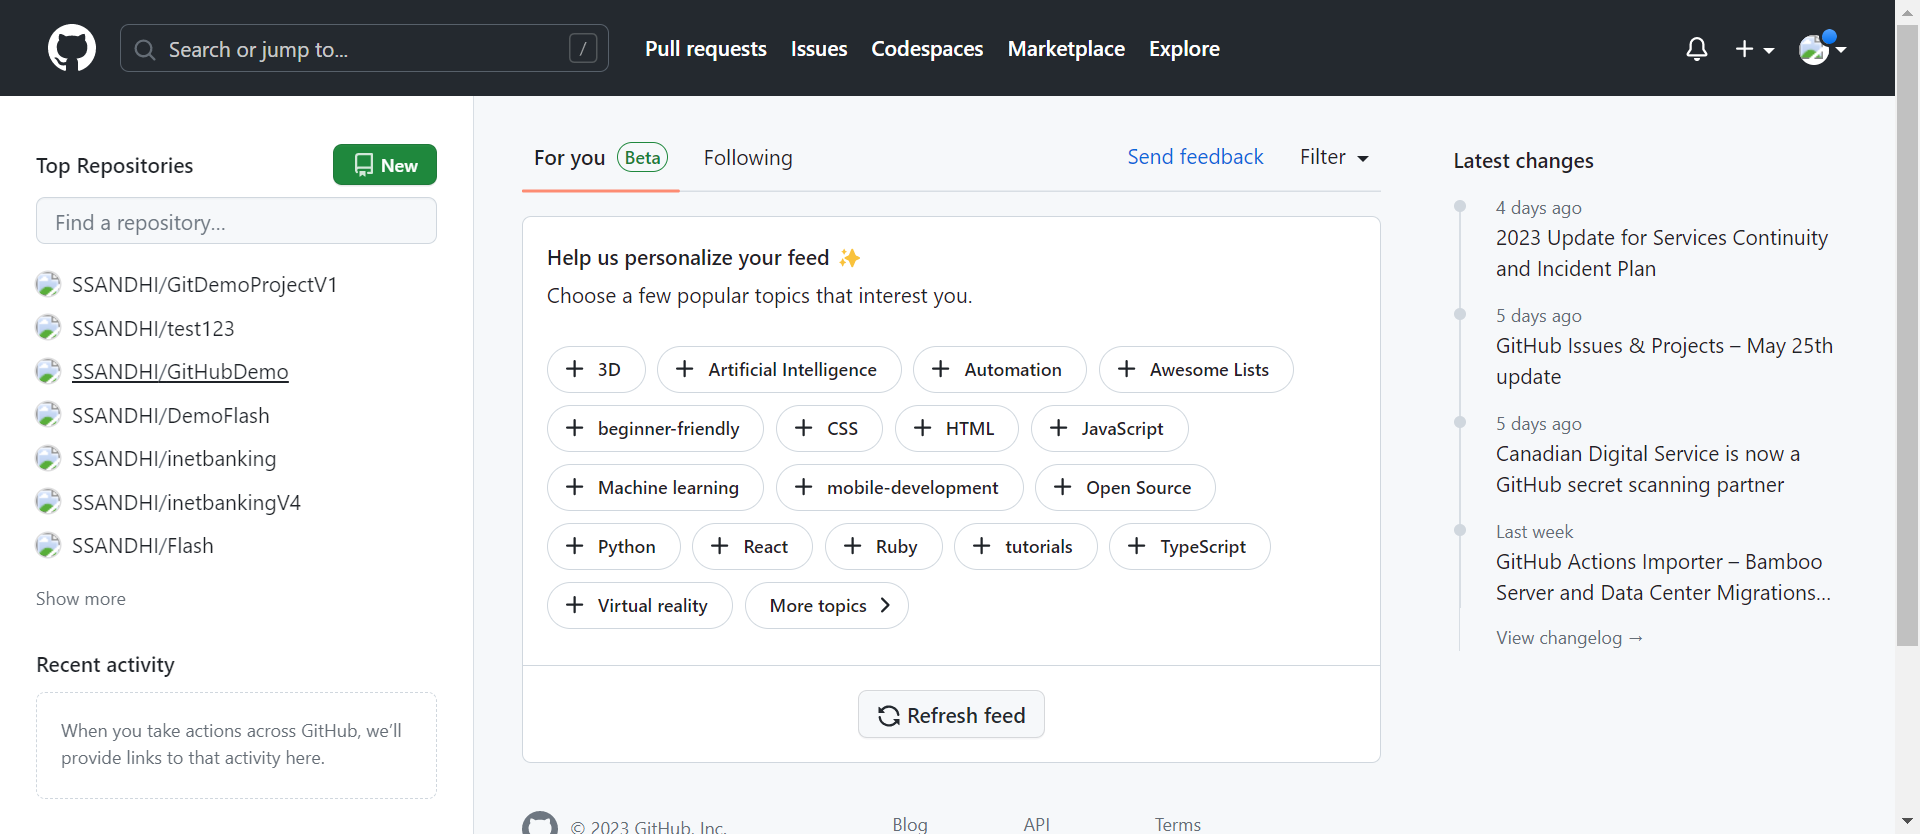 Search or jump to...
/
Pull requests
Issues
Codespaces
Marketplace
Explore
Top Repositories
New
Find a repository...
SSANDHI/GitDemoProjectV1
SSANDHI/test123
SSANDHI/GitHubDemo
SSANDHI/DemoFlash
SSANDHI/inetbanking
SSANDHI/inetbankingV4
SSANDHI/Flash
Show more
Recent activity
When you take actions across GitHub, we’ll
provide links to that activity here.
For you Beta
Following
Send feedback
Filter
Help us personalize your feed ✨
Choose a few popular topics that interest you.
3D
Artificial Intelligence
Automation
Awesome Lists
beginner-friendly
CSS
HTML
JavaScript
Machine learning
mobile-development
Open Source
Python
React
Ruby
tutorials
TypeScript
Virtual reality
More topics
Refresh feed
© 2023 GitHub, Inc.
Blog
API
Terms
Latest changes
4 days ago
2023 Update for Services Continuity
and Incident Plan
5 days ago
GitHub Issues & Projects – May 25th
update
5 days ago
Canadian Digital Service is now a
GitHub secret scanning partner
Last week
GitHub Actions Importer – Bamboo
Server and Data Center Migrations...
View changelog →